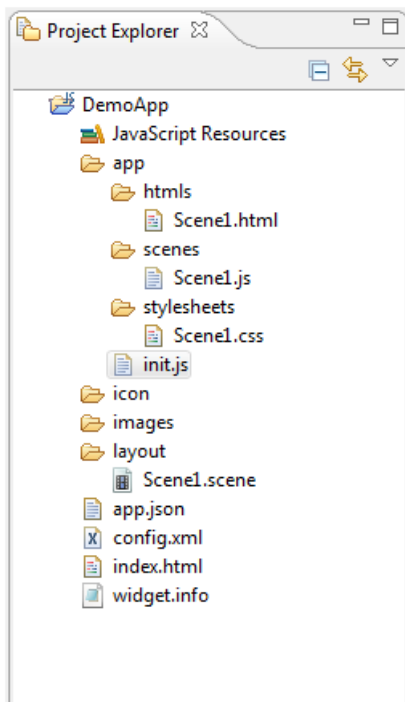 Project Explorer
DemoApp
JavaScript Resources
app
htmls
Scene1.html
scenes
Scene1.js
stylesheets
Scene1.css
init.js
icon
images
layout
Scene1.scene
app.json
config.xml
index.html
widget.info